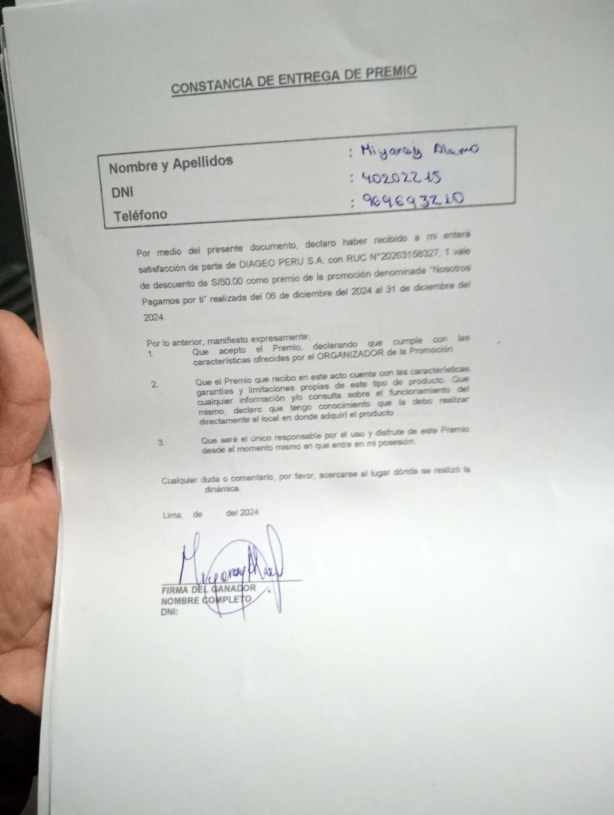 CONSTANCIA DE ENTREGA DE PREMIO
Nombre y Apellidos : Miyaray Alamo
DNI : 40202215
Teléfono : 969693210
Por medio del presente documento, declaro haber recibido a mi entera
satisfacción de parte de DIAGEO PERU S.A. con RUC N°20263158327, 1 vale
de descuento de S/50.00 como premio de la promoción denominada "Nosotros
Pagamos por ti" realizada del 06 de diciembre del 2024 al 31 de diciembre del
2024.
Por lo anterior, manifiesto expresamente:
1. Que acepto el Premio, declarando que cumple con las
características ofrecidas por el ORGANIZADOR de la Promoción
2. Que el Premio que recibo en este acto cuenta con las características,
garantías y limitaciones propias de este tipo de producto. Que
cualquier información y/o consulta sobre el funcionamiento del
mismo, declaro que tengo conocimiento que la debo realizar
directamente al local en donde adquirí el producto
3. Que seré el único responsable por el uso y disfrute de este Premio
desde el momento mismo en que entre en mi posesión.
Cualquier duda o comentario, por favor, acercarse al lugar dónde se realizó la
dinámica.
Lima, de del 2024
FIRMA DEL GANADOR
NOMBRE COMPLETO
DNI: